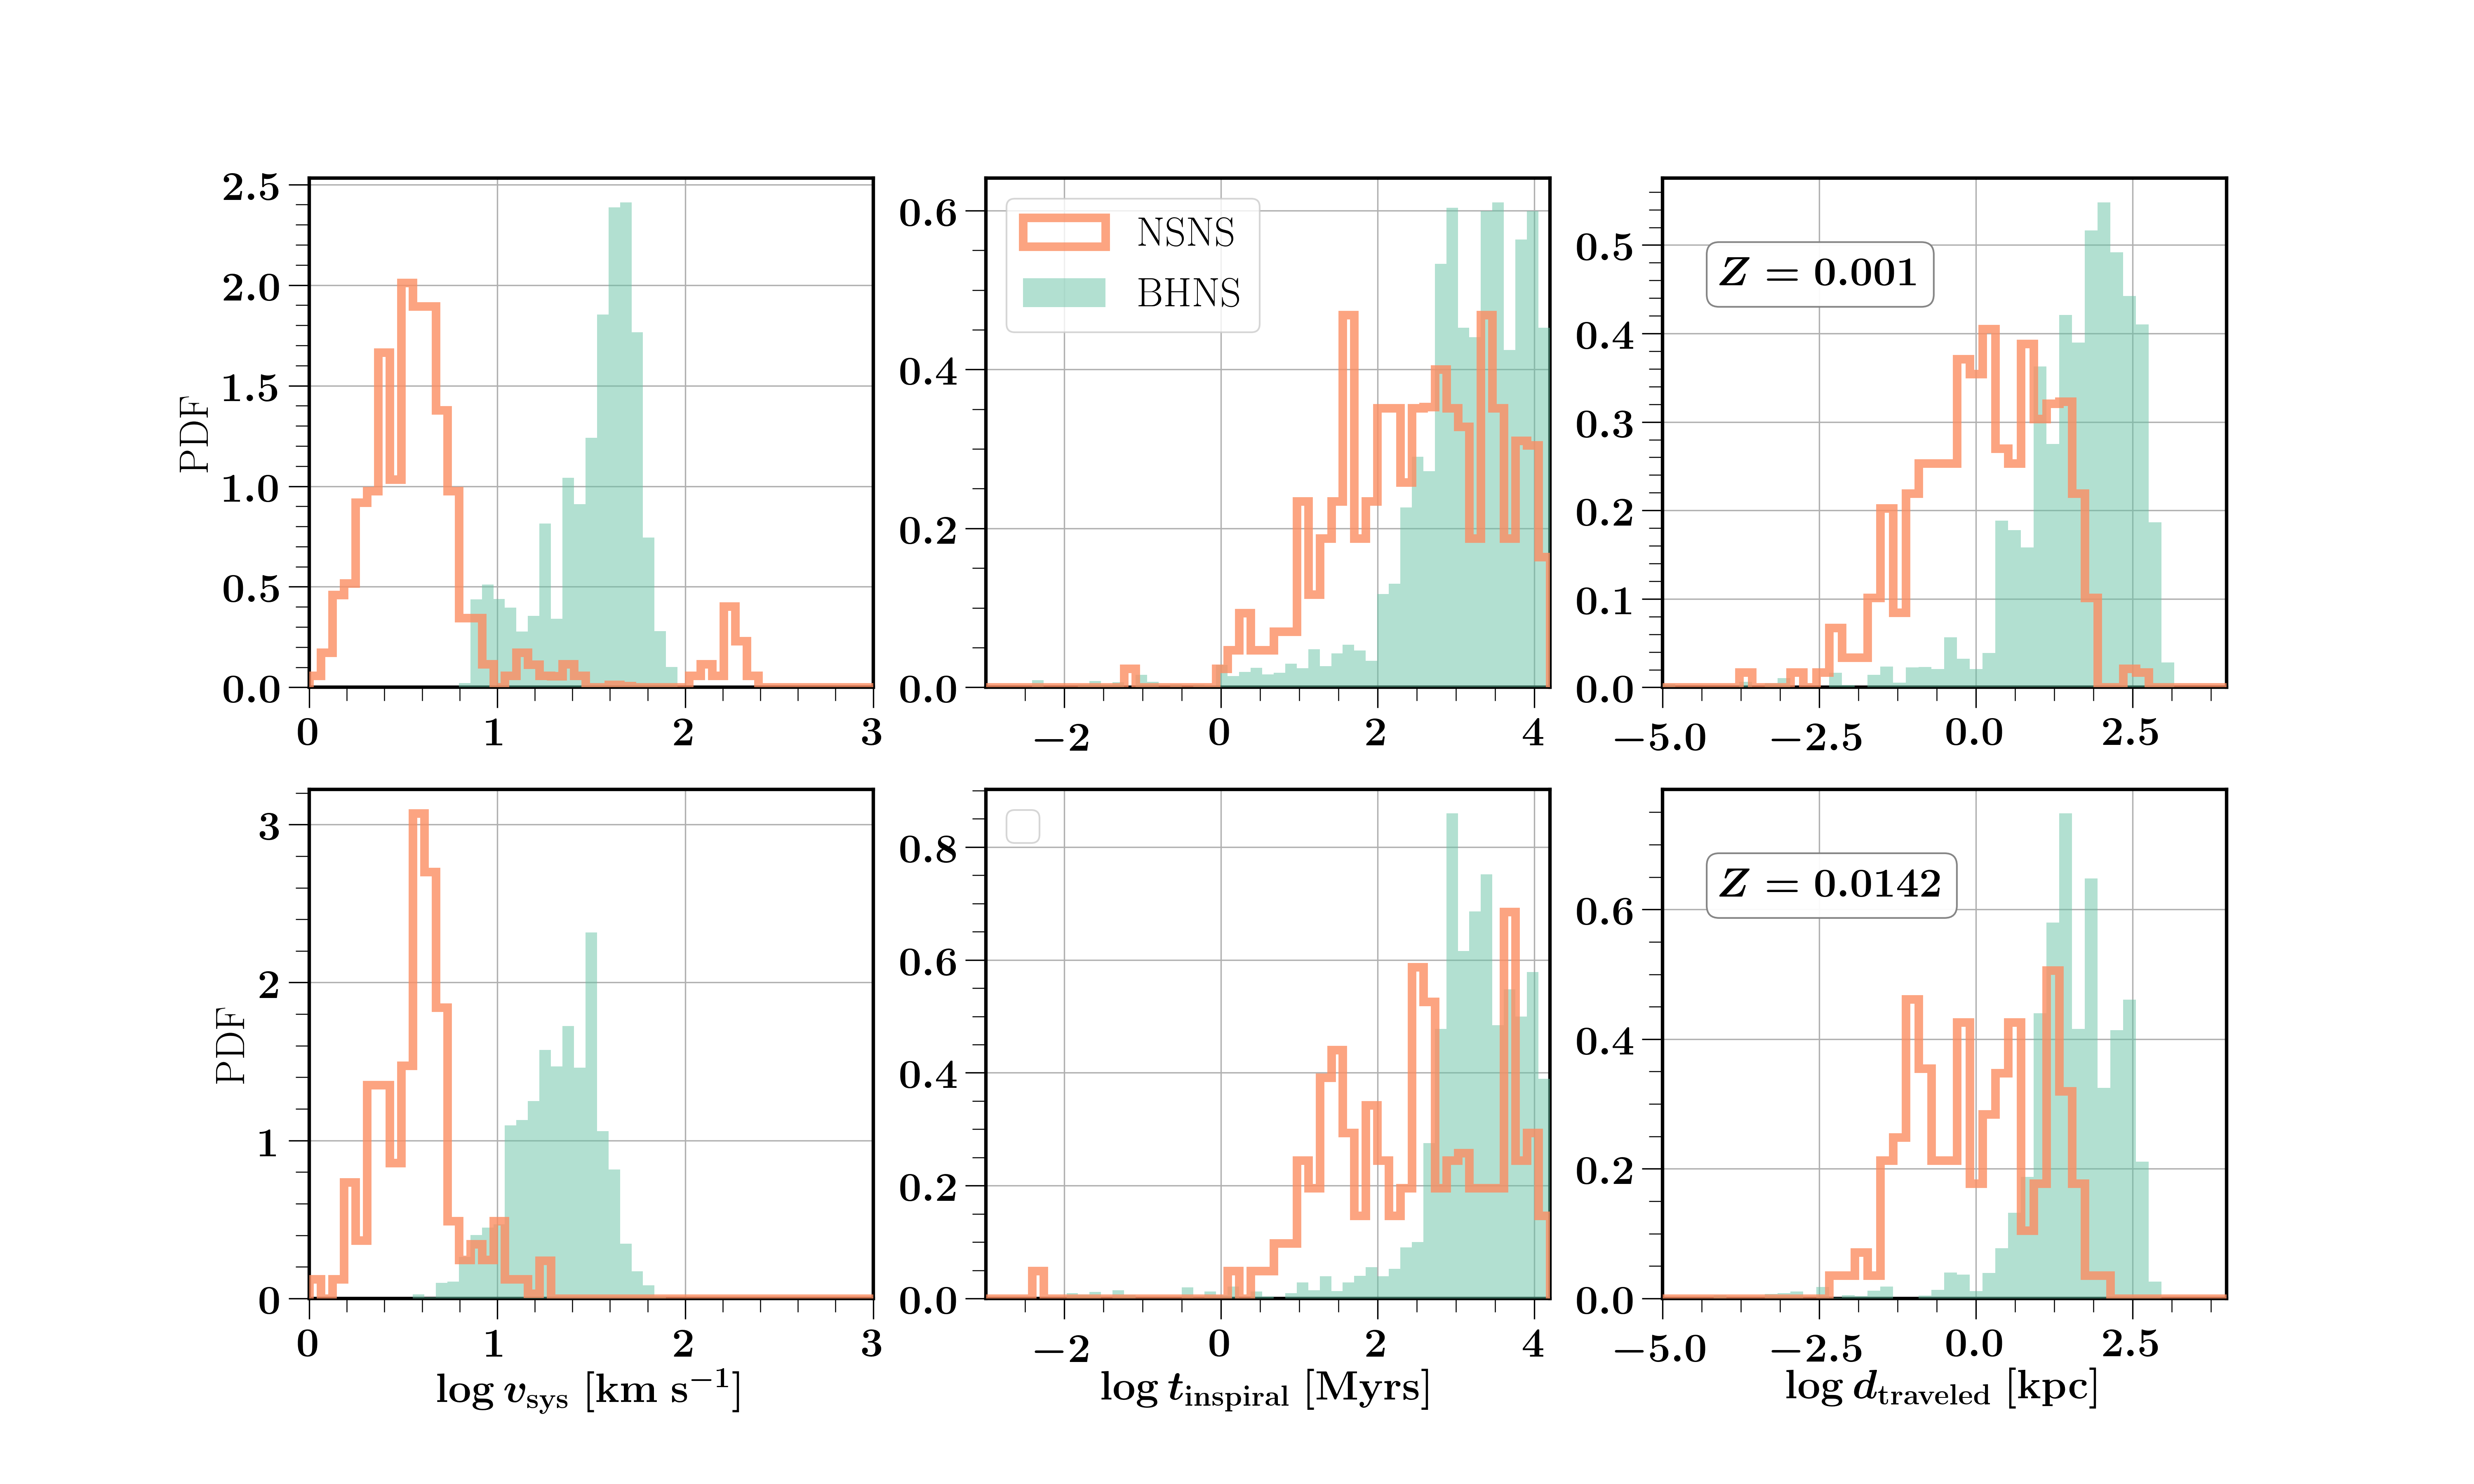 PDF
2.5
2.0
1.5
1.0
0.5
0.0
0 1 2 3
0.6
0.4
0.2
0.0
−2 0 2 4
NSNS
BHNS
0.5
0.4
0.3
0.2
0.1
0.0
−5.0 −2.5 0.0 2.5
Z = 0.001
PDF
3
2
1
0
0 1 2 3
log v_sys [km s⁻¹]
0.8
0.6
0.4
0.2
0.0
−2 0 2 4
log t_inspiral [Myrs]
0.6
0.4
0.2
0.0
−5.0 −2.5 0.0 2.5
Z = 0.0142
log d_traveled [kpc]